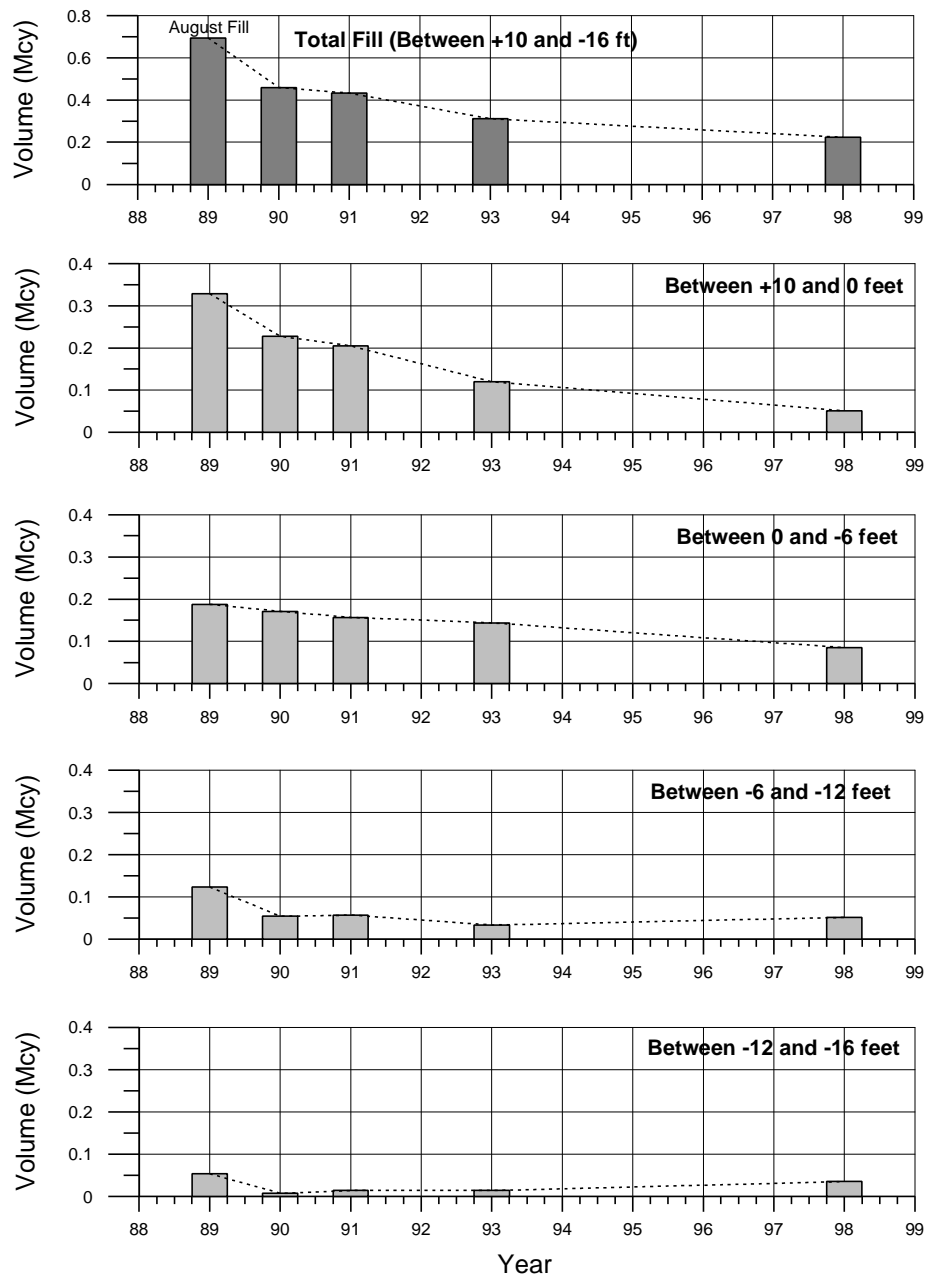 August Fill
Total Fill (Between +10 and -16 ft)
Volume (Mcy)
0.8
0.6
0.4
0.2
0
88 89 90 91 92 93 94 95 96 97 98 99
Between +10 and 0 feet
Volume (Mcy)
0.4
0.3
0.2
0.1
0
88 89 90 91 92 93 94 95 96 97 98 99
Between 0 and -6 feet
Volume (Mcy)
0.4
0.3
0.2
0.1
0
88 89 90 91 92 93 94 95 96 97 98 99
Between -6 and -12 feet
Volume (Mcy)
0.4
0.3
0.2
0.1
0
88 89 90 91 92 93 94 95 96 97 98 99
Between -12 and -16 feet
Volume (Mcy)
0.4
0.3
0.2
0.1
0
88 89 90 91 92 93 94 95 96 97 98 99
Year